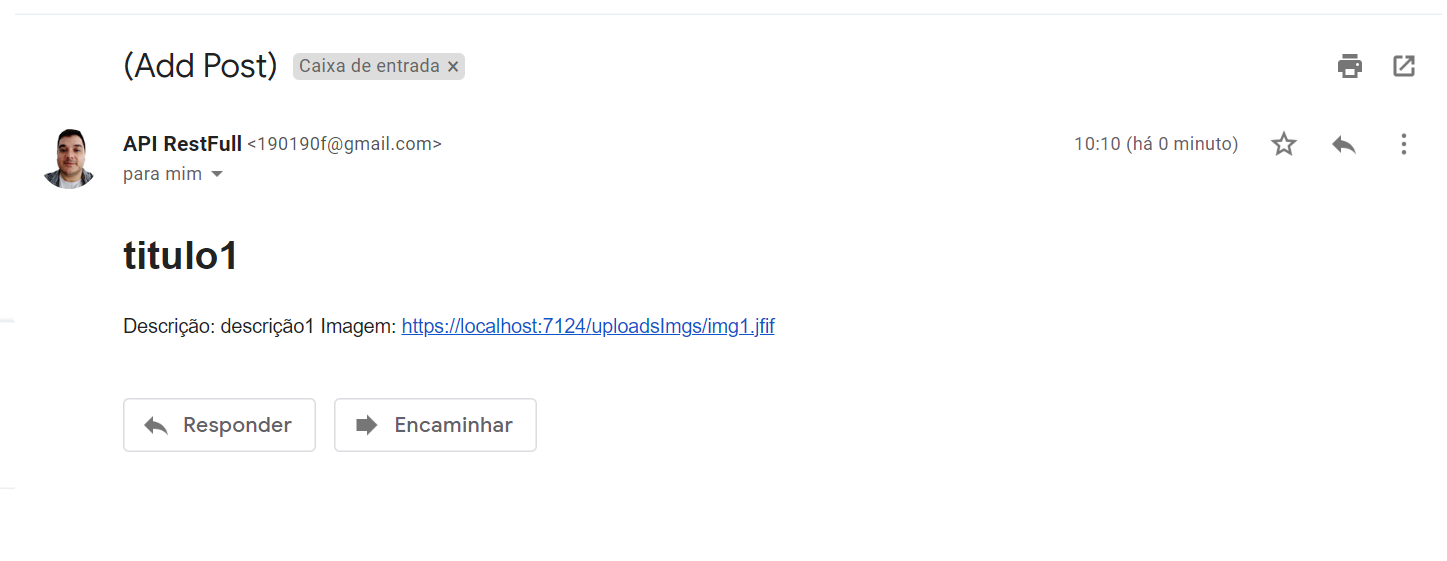 (Add Post) Caixa de entrada ×
API RestFull <190190f@gmail.com> 10:10 (há 0 minuto)
para mim
titulo1
Descrição: descrição1 Imagem: https://localhost:7124/uploadsImgs/img1.jfif
Responder Encaminhar